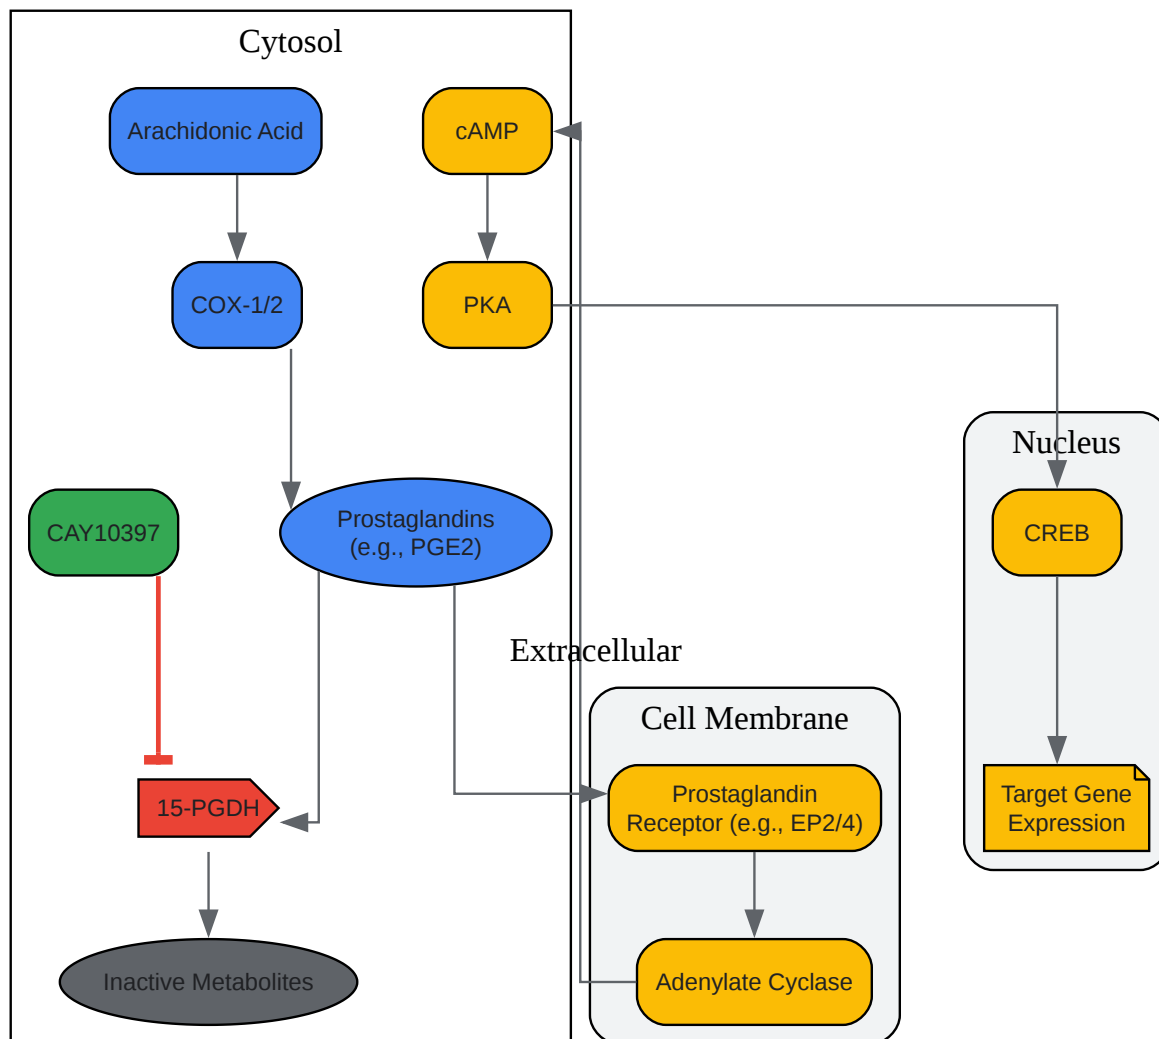 Cytosol
Arachidonic Acid
cAMP
COX-1/2
PKA
Nucleus
CAY10397
Prostaglandins
(e.g., PGE2)
CREB
Extracellular
Cell Membrane
15-PGDH
Prostaglandin
Receptor (e.g., EP2/4)
Target Gene
Expression
Inactive Metabolites
Adenylate Cyclase